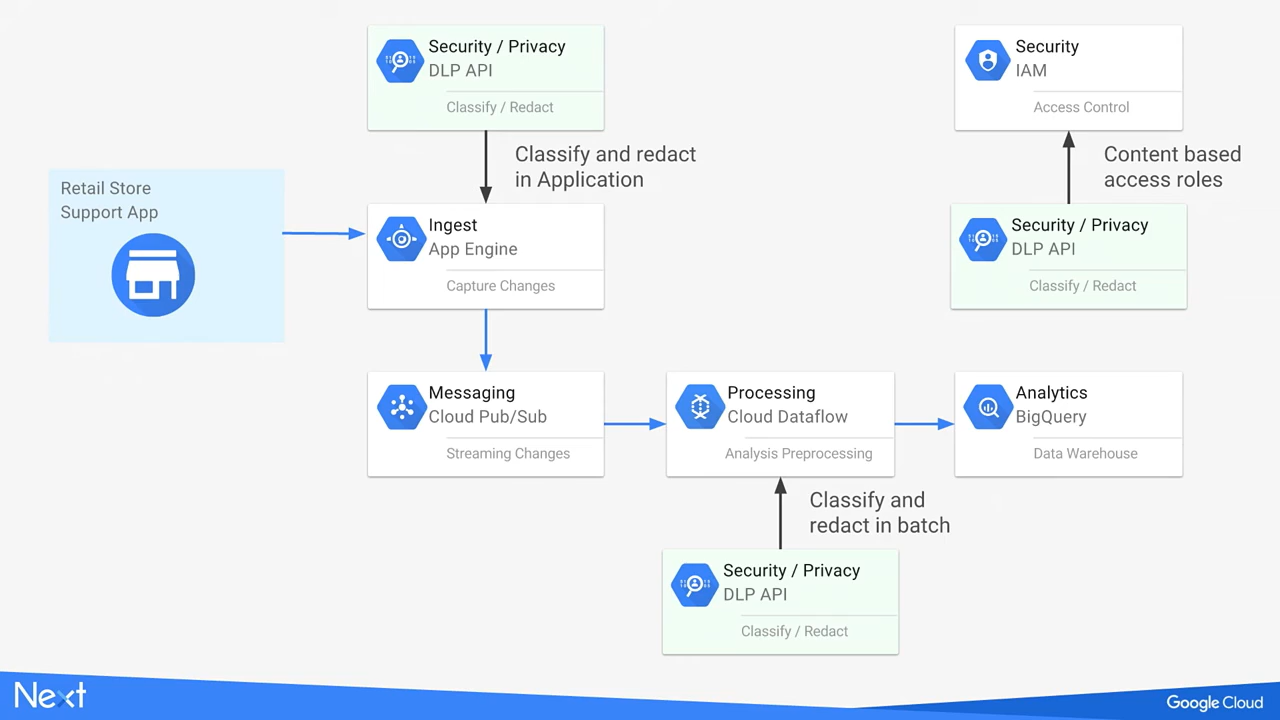 Security / Privacy
DLP API
Classify / Redact
Security
IAM
Access Control
Classify and redact
in Application
Content based
access roles
Retail Store
Support App
Ingest
App Engine
Capture Changes
Security / Privacy
DLP API
Classify / Redact
Messaging
Cloud Pub/Sub
Streaming Changes
Processing
Cloud Dataflow
Analysis Preprocessing
Analytics
BigQuery
Data Warehouse
Classify and
redact in batch
Security / Privacy
DLP API
Classify / Redact
Next
Google Cloud